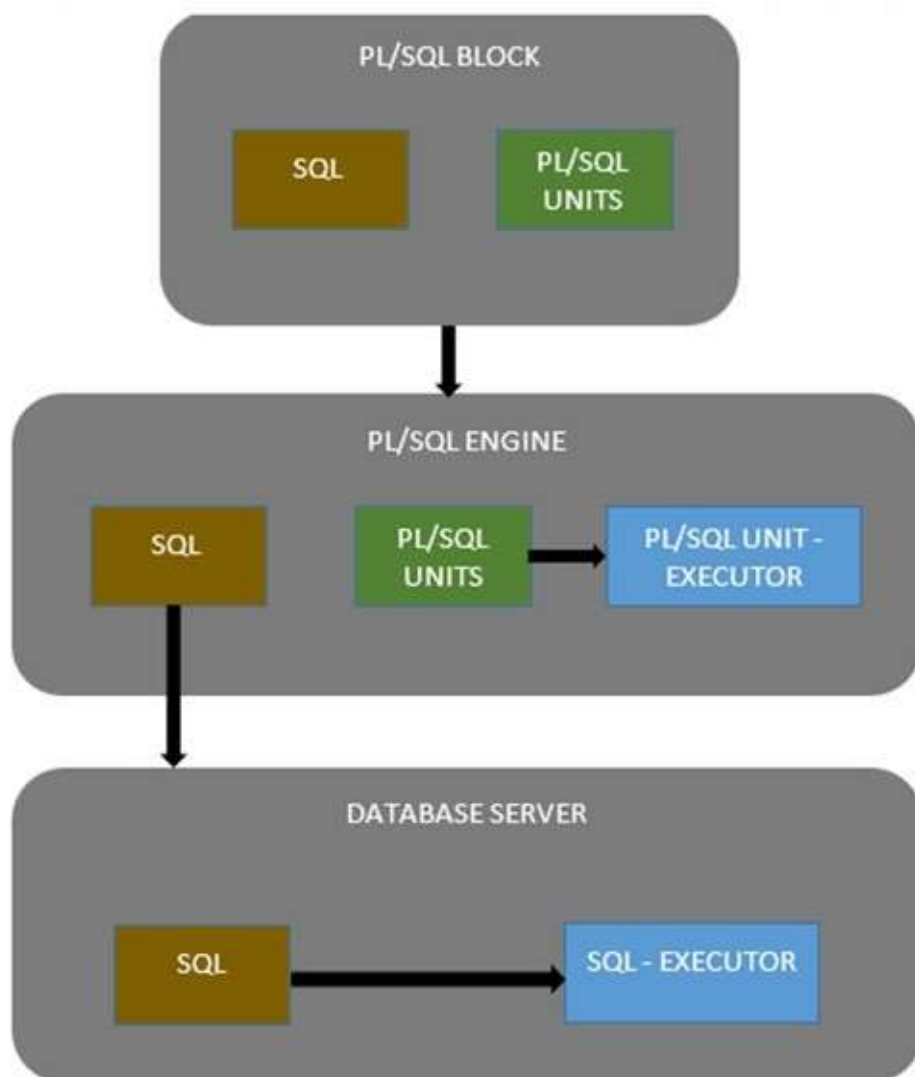 PL/SQL BLOCK
SQL
PL/SQL
UNITS
PL/SQL ENGINE
SQL
PL/SQL
UNITS
PL/SQL UNIT -
EXECUTOR
DATABASE SERVER
SQL
SQL - EXECUTOR